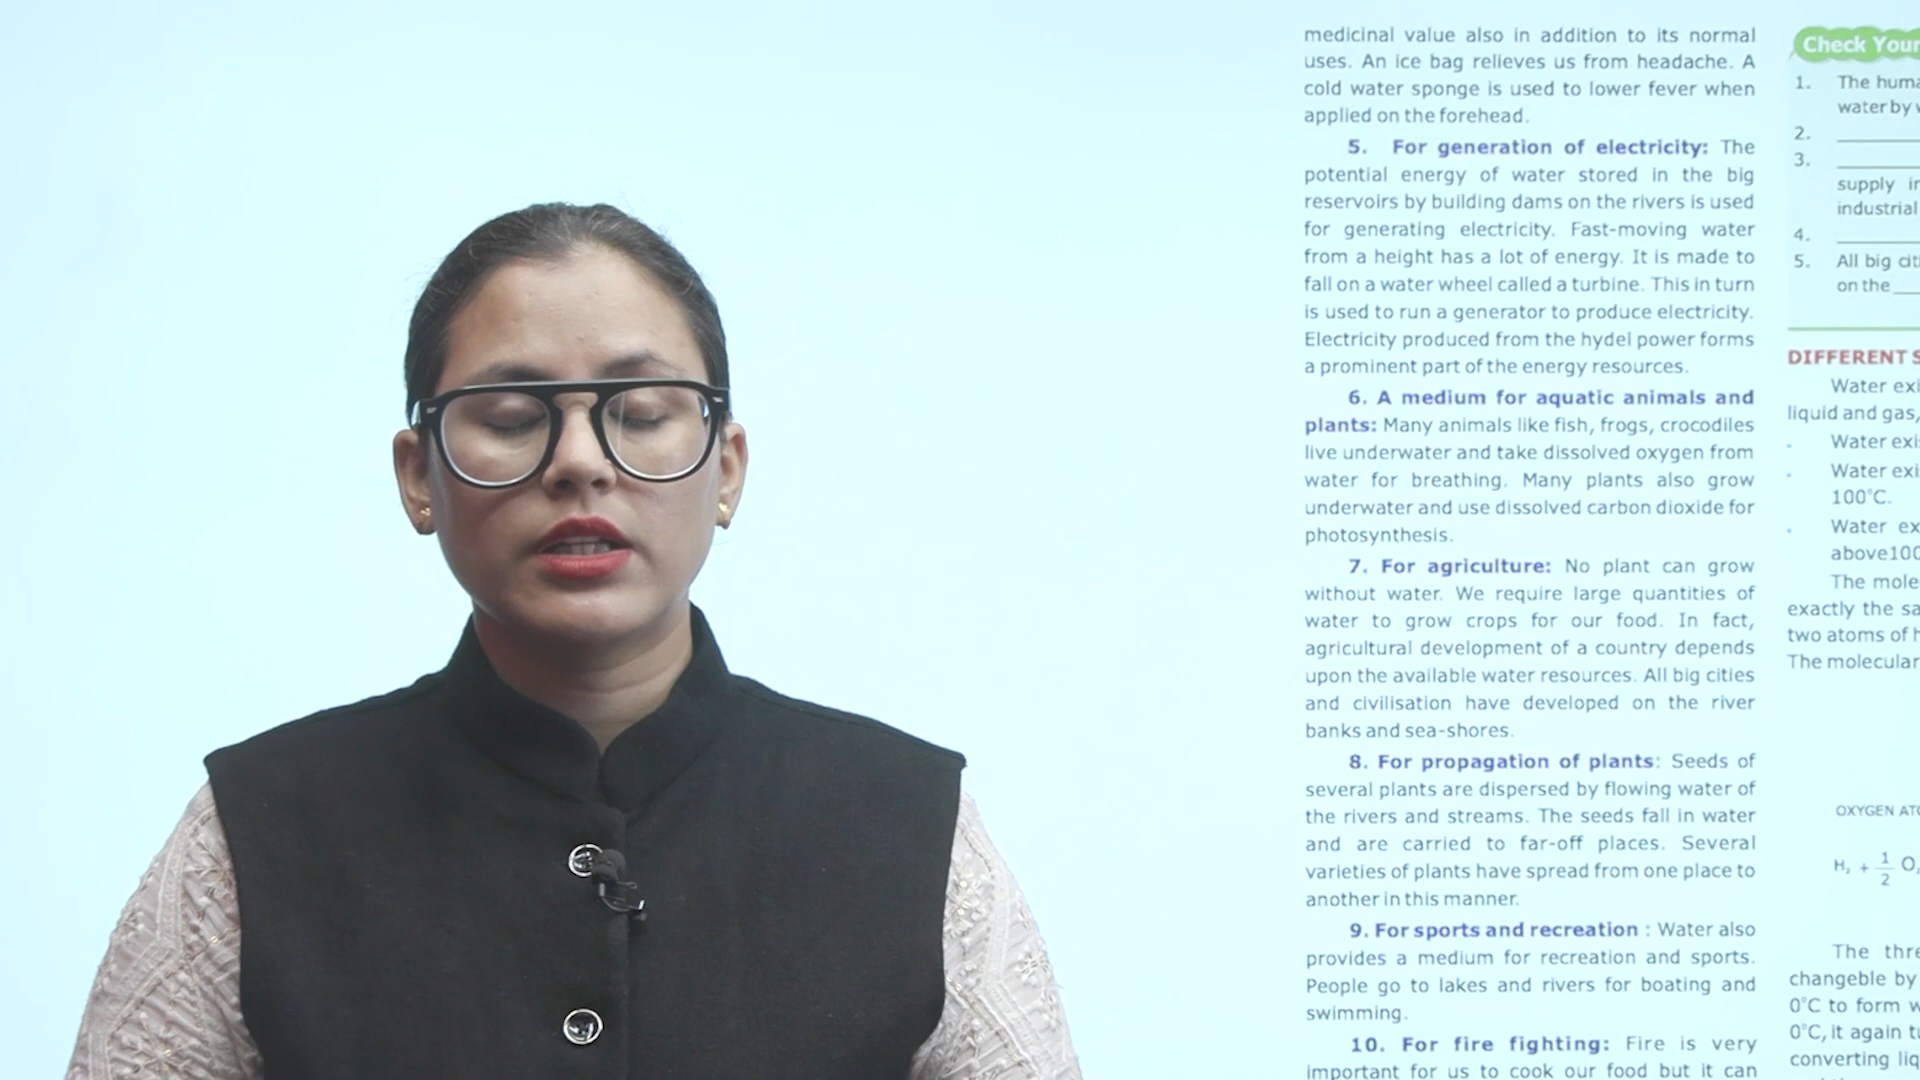 medicinal value also in addition to its normal
uses. An ice bag relieves us from headache. A
cold water sponge is used to lower fever when
applied on the forehead.
5. For generation of electricity: The
potential energy of water stored in the big
reservoirs by building dams on the rivers is used
for generating electricity. Fast-moving water
from a height has a lot of energy. It is made to
fall on a water wheel called a turbine. This in turn
is used to run a generator to produce electricity.
Electricity produced from the hydel power forms
a prominent part of the energy resources.
6. A medium for aquatic animals and
plants: Many animals like fish, frogs, crocodiles
live underwater and take dissolved oxygen from
water for breathing. Many plants also grow
underwater and use dissolved carbon dioxide for
photosynthesis.
7. For agriculture: No plant can grow
without water. We require large quantities of
water to grow crops for our food. In fact,
agricultural development of a country depends
upon the available water resources. All big cities
and civilisation have developed on the river
banks and sea-shores.
8. For propagation of plants: Seeds of
several plants are dispersed by flowing water of
the rivers and streams. The seeds fall in water
and are carried to far-off places. Several
varieties of plants have spread from one place to
another in this manner.
9. For sports and recreation : Water also
provides a medium for recreation and sports.
People go to lakes and rivers for boating and
swimming.
10. For fire fighting: Fire is very
important for us to cook our food but it can
Check Your
1. The huma
water by
2.
3.
supply in
industrial
4.
5. All big citi
on the
DIFFERENT S
Water exi
liquid and gas,
Water exi
Water exi
100°C.
Water ex
above100
The mole
exactly the sa
two atoms of h
The molecular
OXYGEN ATO
H₂ + 1/2 O
The thre
changeble by
0°C to form w
0°C, it again tu
converting liq